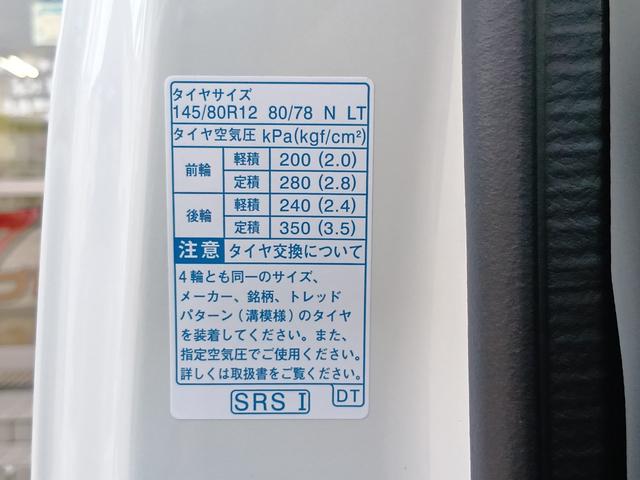 タイヤサイズ
145/80R12 80/78 N LT
タイヤ空気圧 kPa(kgf/cm²)
前輪 軽積 200 (2.0)
定積 280 (2.8)
後輪 軽積 240 (2.4)
定積 350 (3.5)
注意 タイヤ交換について
4輪とも同一のサイズ、
メーカー、銘柄、トレッド
パターン(溝模様)のタイヤ
を装着してください。また、
指定空気圧でご使用ください。
詳しくは取扱書をご覧ください。
SRS I DT